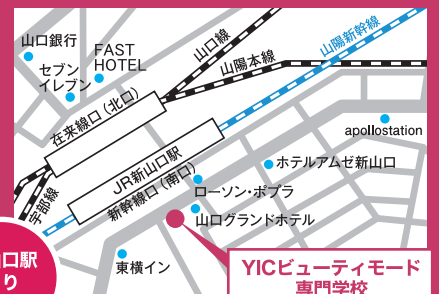 山口銀行
FAST
HOTEL
セブン
イレブン
山口線
山陽本線
山陽新幹線
在来線口(北口)
apollostation
JR新山口駅
新幹線口(南口)
ホテルアムゼ新山口
ローソン・ポプラ
宇部線
山口グランドホテル
口駅
り
東横イン
YICビューティモード
専門学校